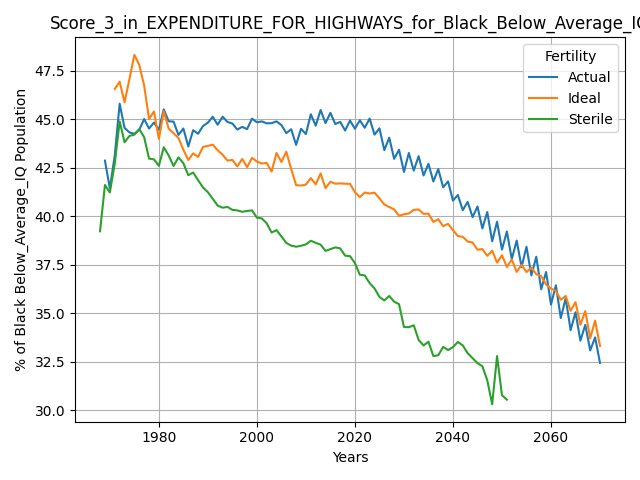 Score_3_in_EXPENDITURE_FOR_HIGHWAYS_for_Black_Below_Average_IQ
Fertility
Actual
Ideal
Sterile
% of Black Below_Average_IQ Population
47.5
45.0
42.5
40.0
37.5
35.0
32.5
30.0
1980
2000
2020
2040
2060
Years